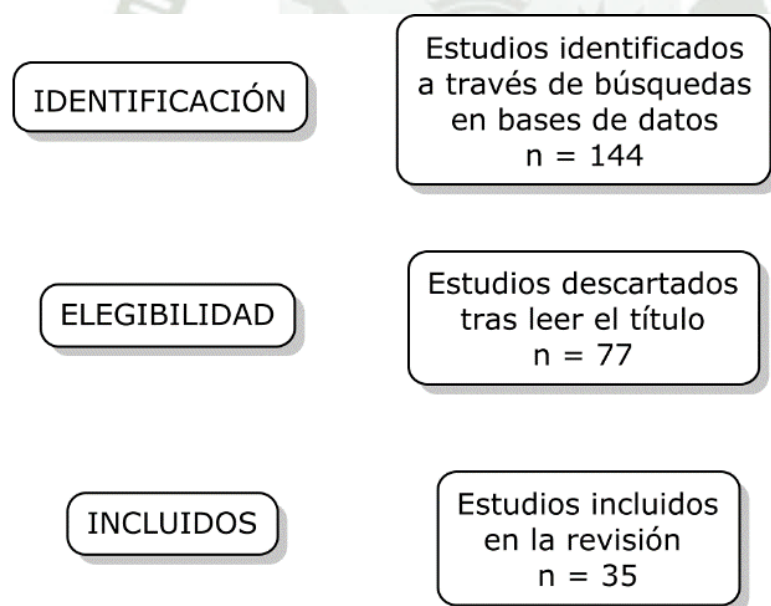 IDENTIFICACIÓN
Estudios identificados
a través de búsquedas
en bases de datos
n = 144
ELEGIBILIDAD
Estudios descartados
tras leer el título
n = 77
INCLUIDOS
Estudios incluidos
en la revisión
n = 35